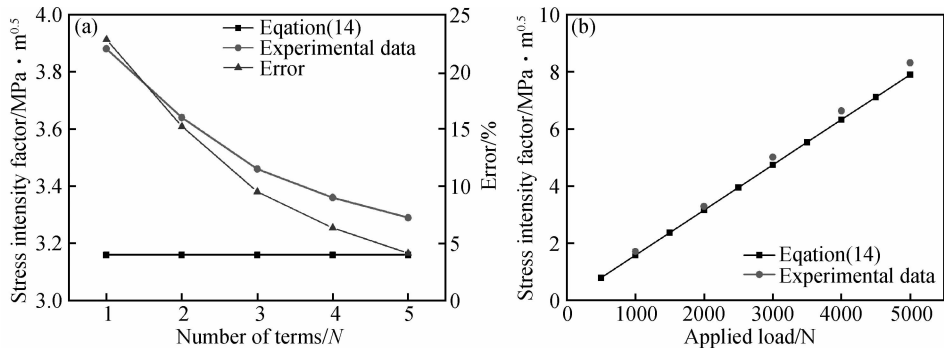 (a)
Eqation(14)
Experimental data
Error
Stress intensity factor/MPa · m^0.5
4.0
3.8
3.6
3.4
3.2
3.0
25
20
15
10
5
0
Error/%
1 2 3 4 5
Number of terms/N
(b)
Stress intensity factor/MPa · m^0.5
10
8
6
4
2
0
Eqation(14)
Experimental data
0 1000 2000 3000 4000 5000
Applied load/N